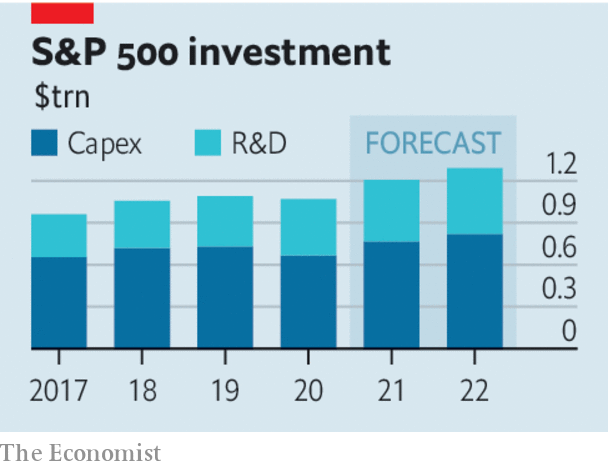 S&P 500 investment
$trn
Capex R&D FORECAST
1.2
0.9
0.6
0.3
0
2017 18 19 20 21 22
The Economist